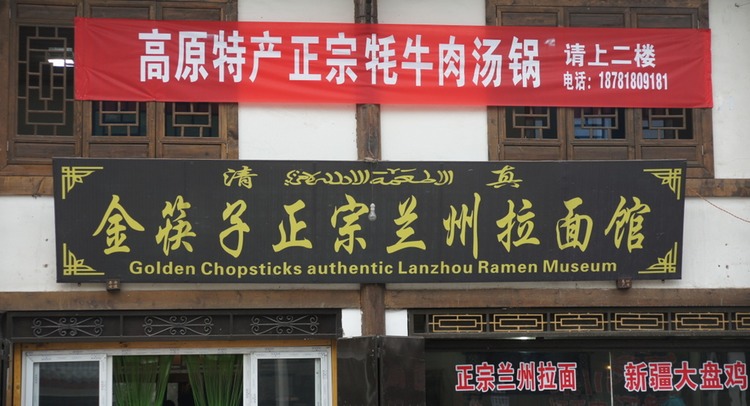 高原特产正宗牦牛肉汤锅 请上二楼
电话：18781809181
清 真
金筷子正宗兰州拉面馆
Golden Chopsticks authentic Lanzhou Ramen Museum
正宗兰州拉面 新疆大盘鸡